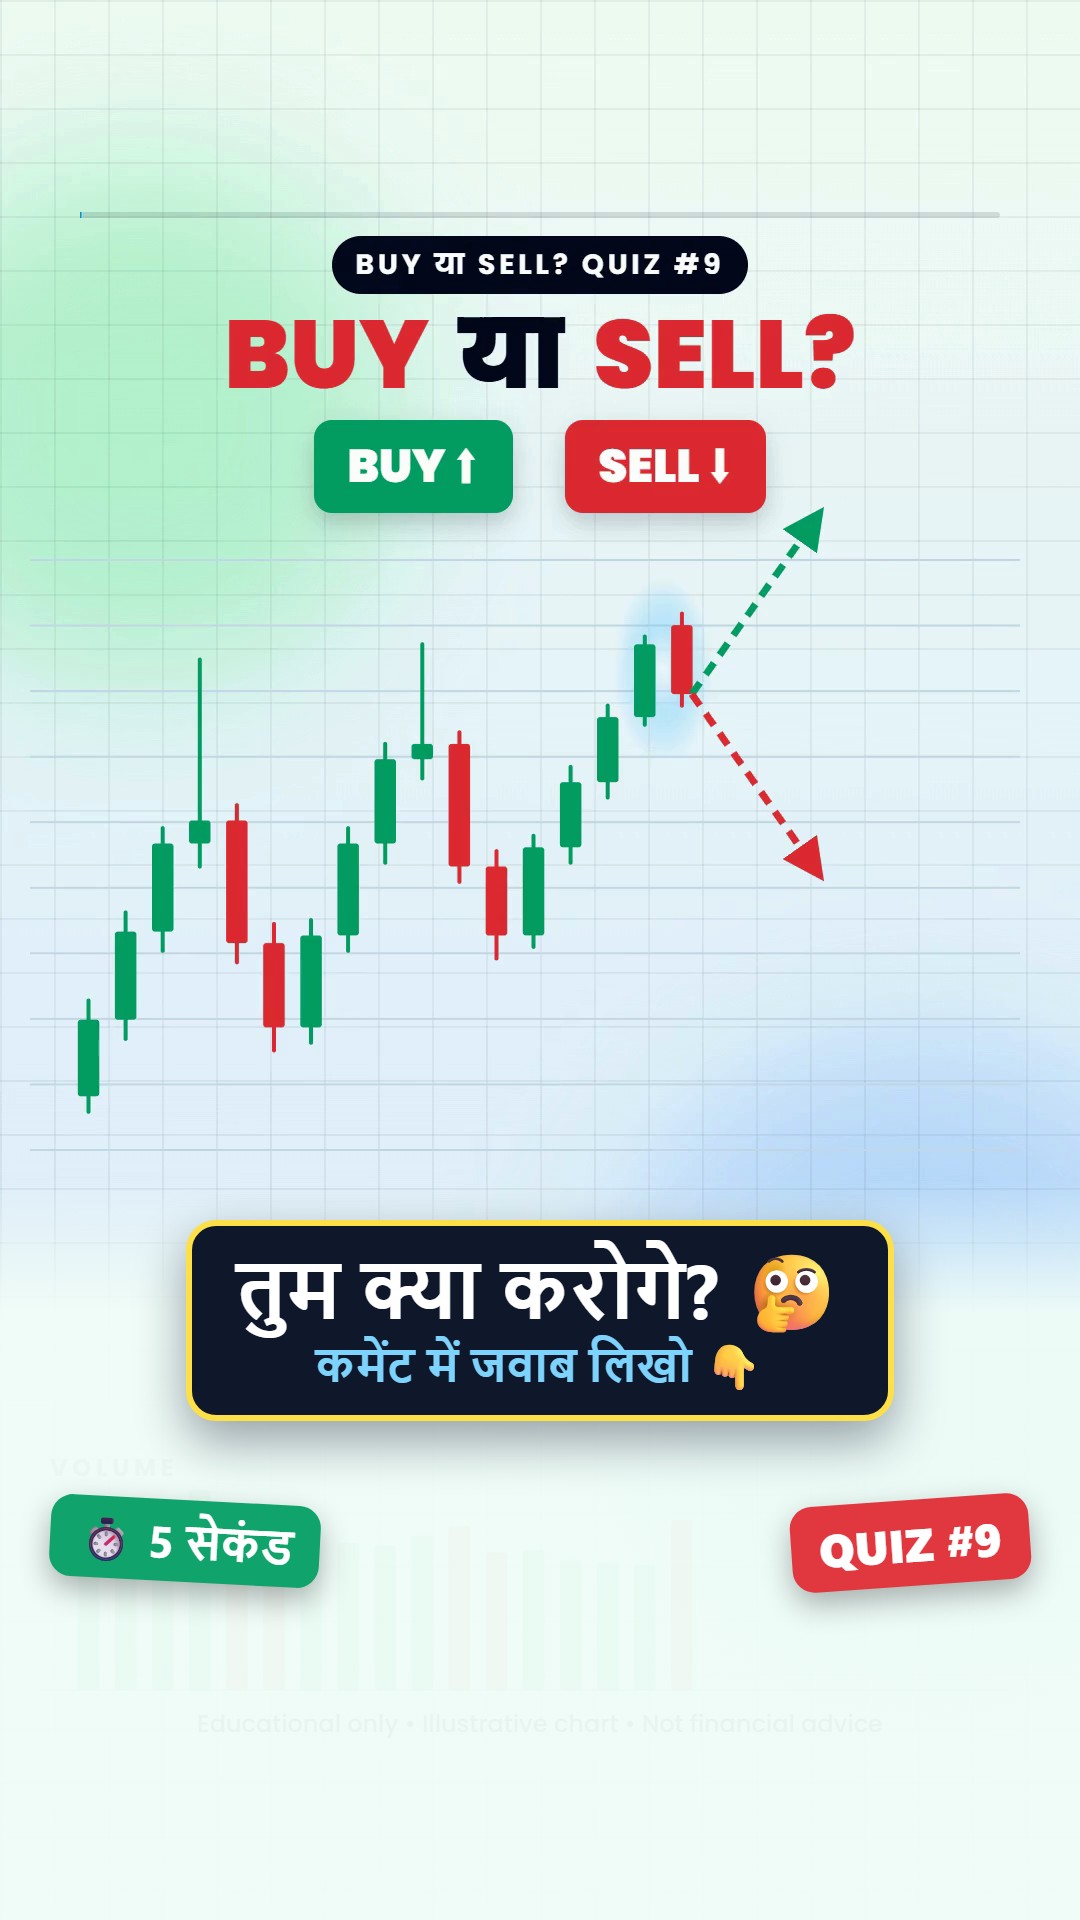 BUY या SELL? QUIZ #9
BUY या SELL?
BUY ↑
SELL ↓
तुम क्या करोगे? 🤔
कमेंट में जवाब लिखो 👇
VOLUME
⏱ 5 सेकंड
QUIZ #9
Educational only • Illustrative chart • Not financial advice